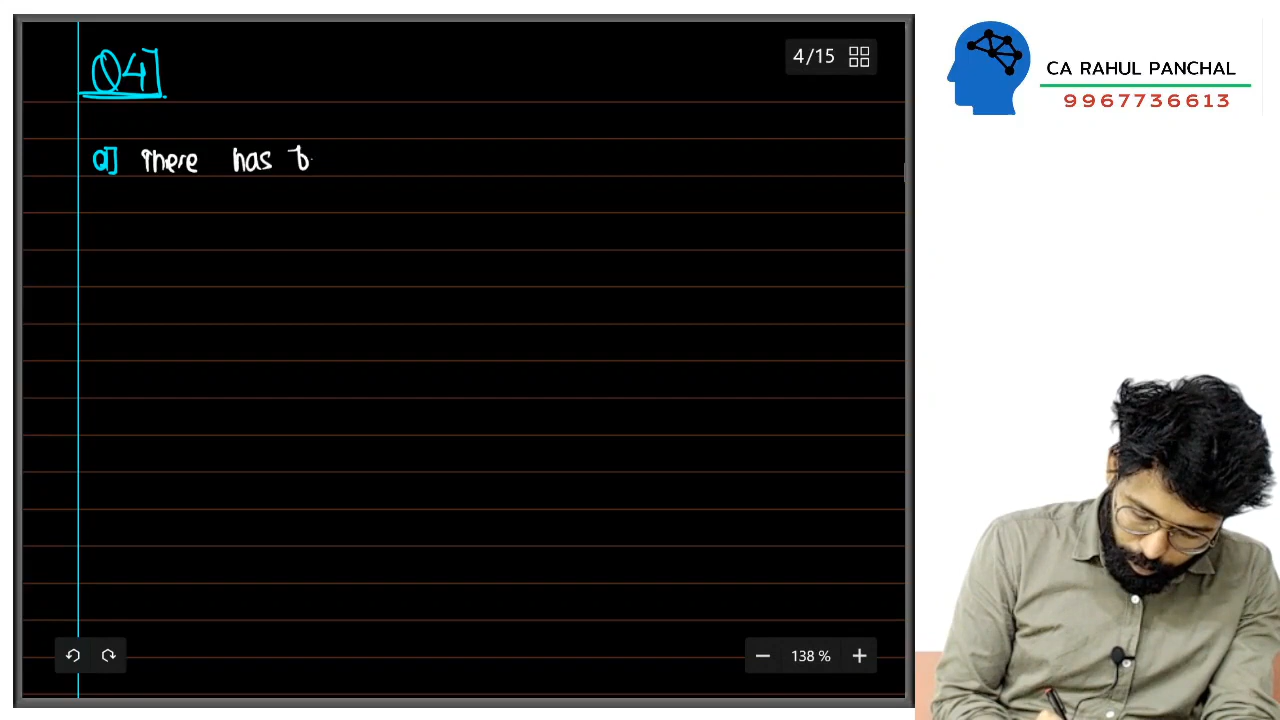 Q4]
4/15
CA RAHUL PANCHAL
9967736613
a] There has b
138 %